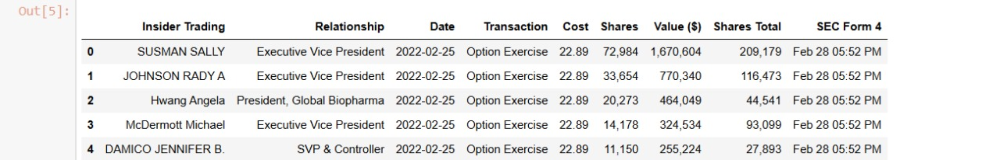 Out[5]:
Insider Trading Relationship Date Transaction Cost Shares Value ($) Shares Total SEC Form 4
0 SUSMAN SALLY Executive Vice President 2022-02-25 Option Exercise 22.89 72,984 1,670,604 209,179 Feb 28 05:52 PM
1 JOHNSON RADY A Executive Vice President 2022-02-25 Option Exercise 22.89 33,654 770,340 116,473 Feb 28 05:52 PM
2 Hwang Angela President, Global Biopharma 2022-02-25 Option Exercise 22.89 20,273 464,049 44,541 Feb 28 05:52 PM
3 McDermott Michael Executive Vice President 2022-02-25 Option Exercise 22.89 14,178 324,534 93,099 Feb 28 05:52 PM
4 DAMICO JENNIFER B. SVP & Controller 2022-02-25 Option Exercise 22.89 11,150 255,224 27,893 Feb 28 05:52 PM